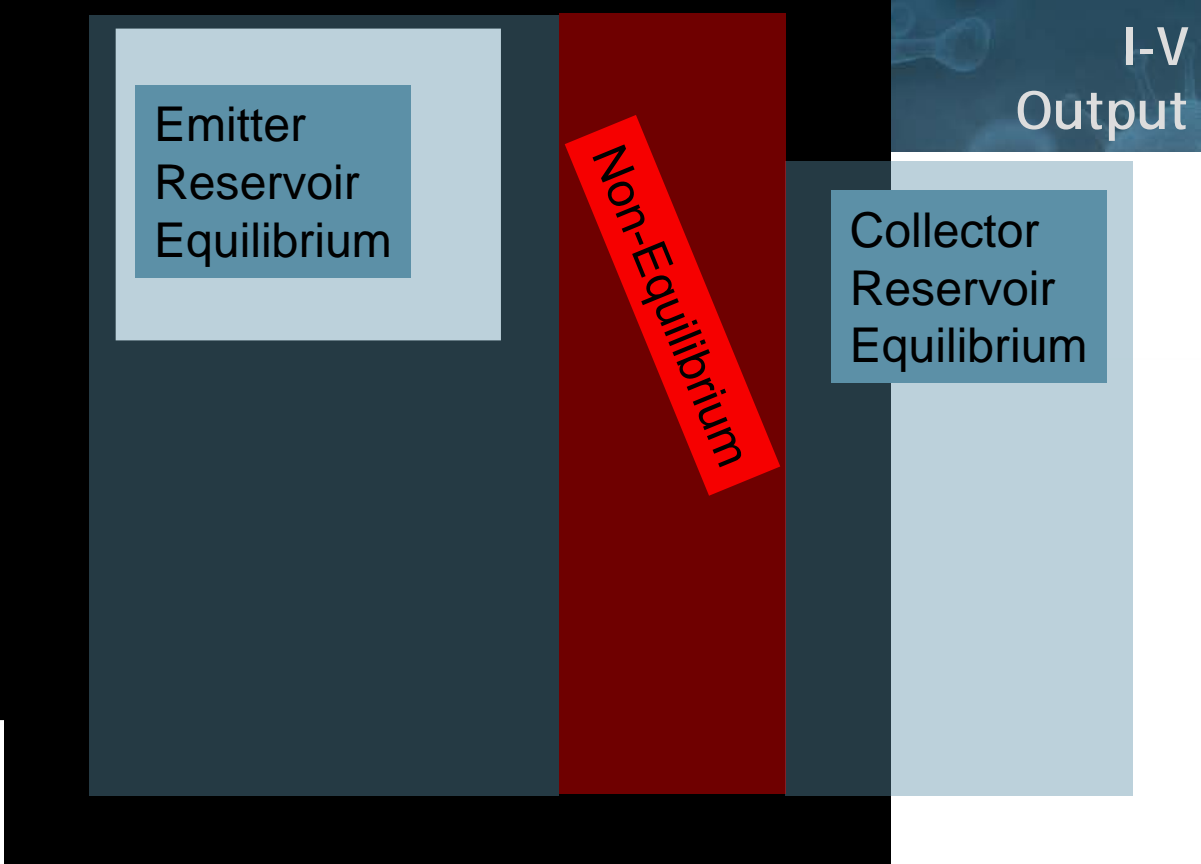 I-V
Output
Emitter
Reservoir
Equilibrium
Non-Equilibrium
Collector
Reservoir
Equilibrium